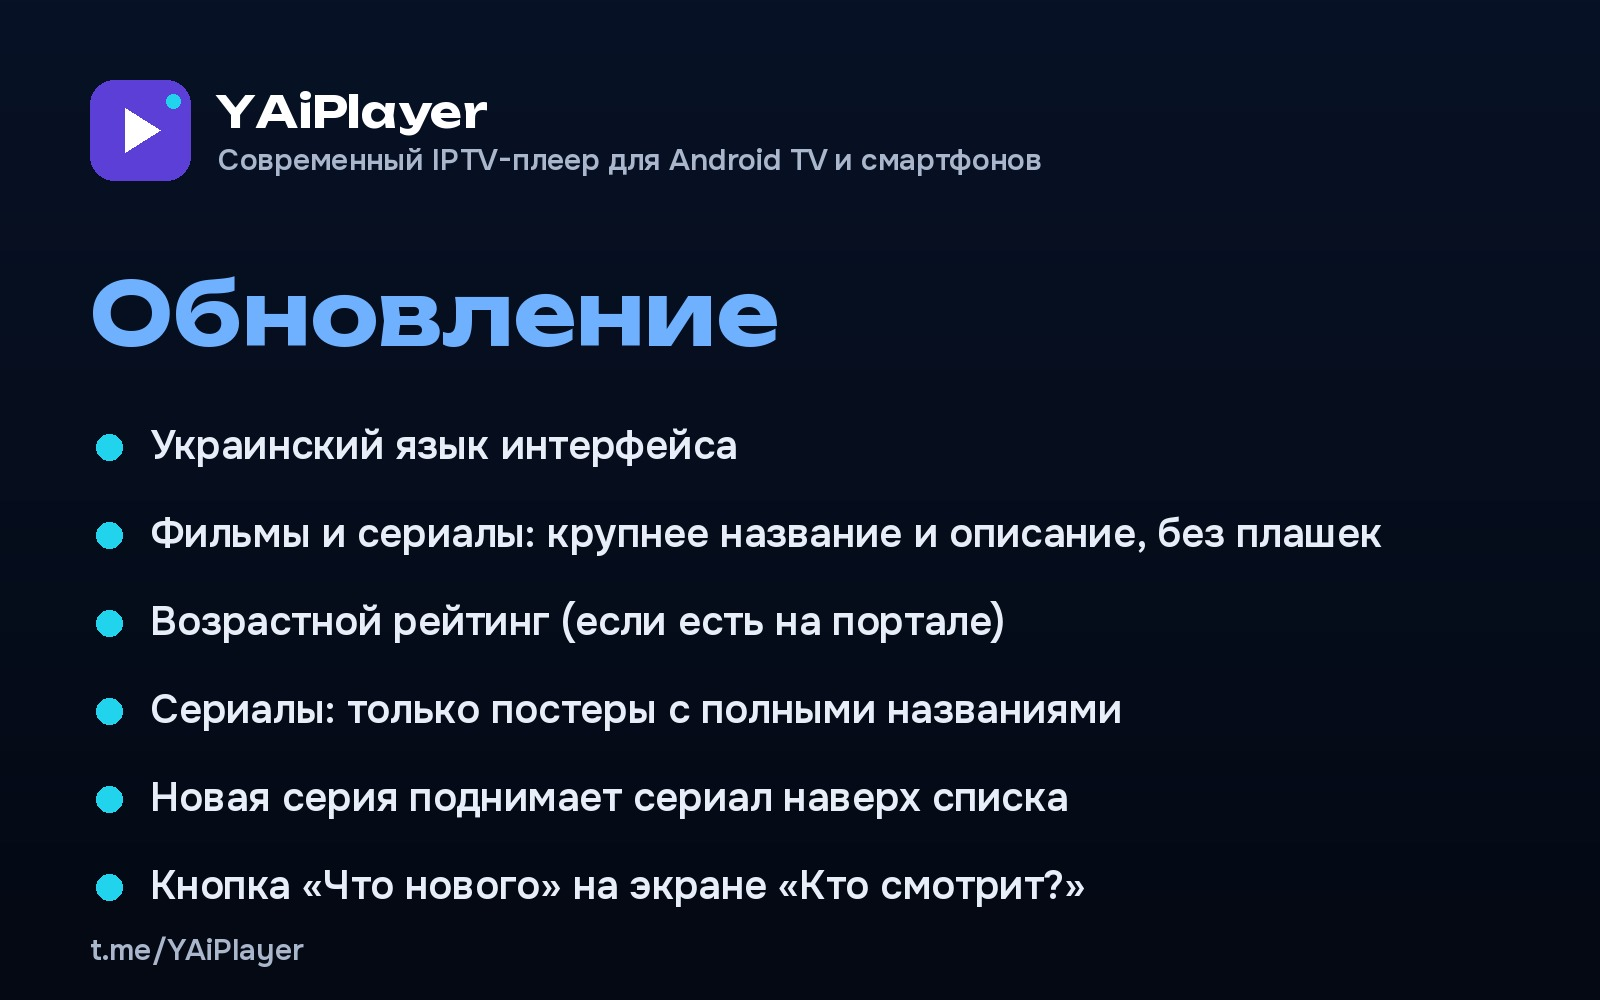 YAiPlayer
Современный IPTV-плеер для Android TV и смартфонов
Обновление
Украинский язык интерфейса
Фильмы и сериалы: крупнее название и описание, без плашек
Возрастной рейтинг (если есть на портале)
Сериалы: только постеры с полными названиями
Новая серия поднимает сериал наверх списка
Кнопка «Что нового» на экране «Кто смотрит?»
t.me/YAiPlayer